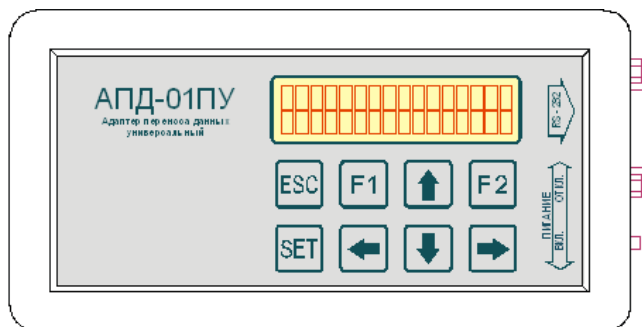 АПД-01ПУ
Адаптер переноса данных
универсальный
RS - 232
ESC F1 F2
ПИТАНИЕ
ВКЛ. ОТКЛ.
SET